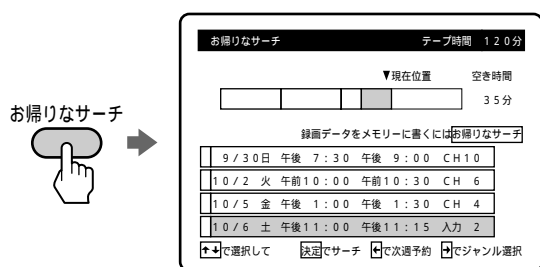 お帰りなサーチ
お帰りなサーチ テープ時間 120分
▼現在位置 空き時間
35分
録画データをメモリーに書くにはお帰りなサーチ
9/30日 午後 7:30 午後 9:00 CH10
10/2 火 午前10:00 午前10:30 CH 6
10/5 金 午後 1:00 午後 1:30 CH 4
10/6 土 午後11:00 午後11:15 入力 2
↑↓で選択して 決定でサーチ ←で次週予約 →でジャンル選択